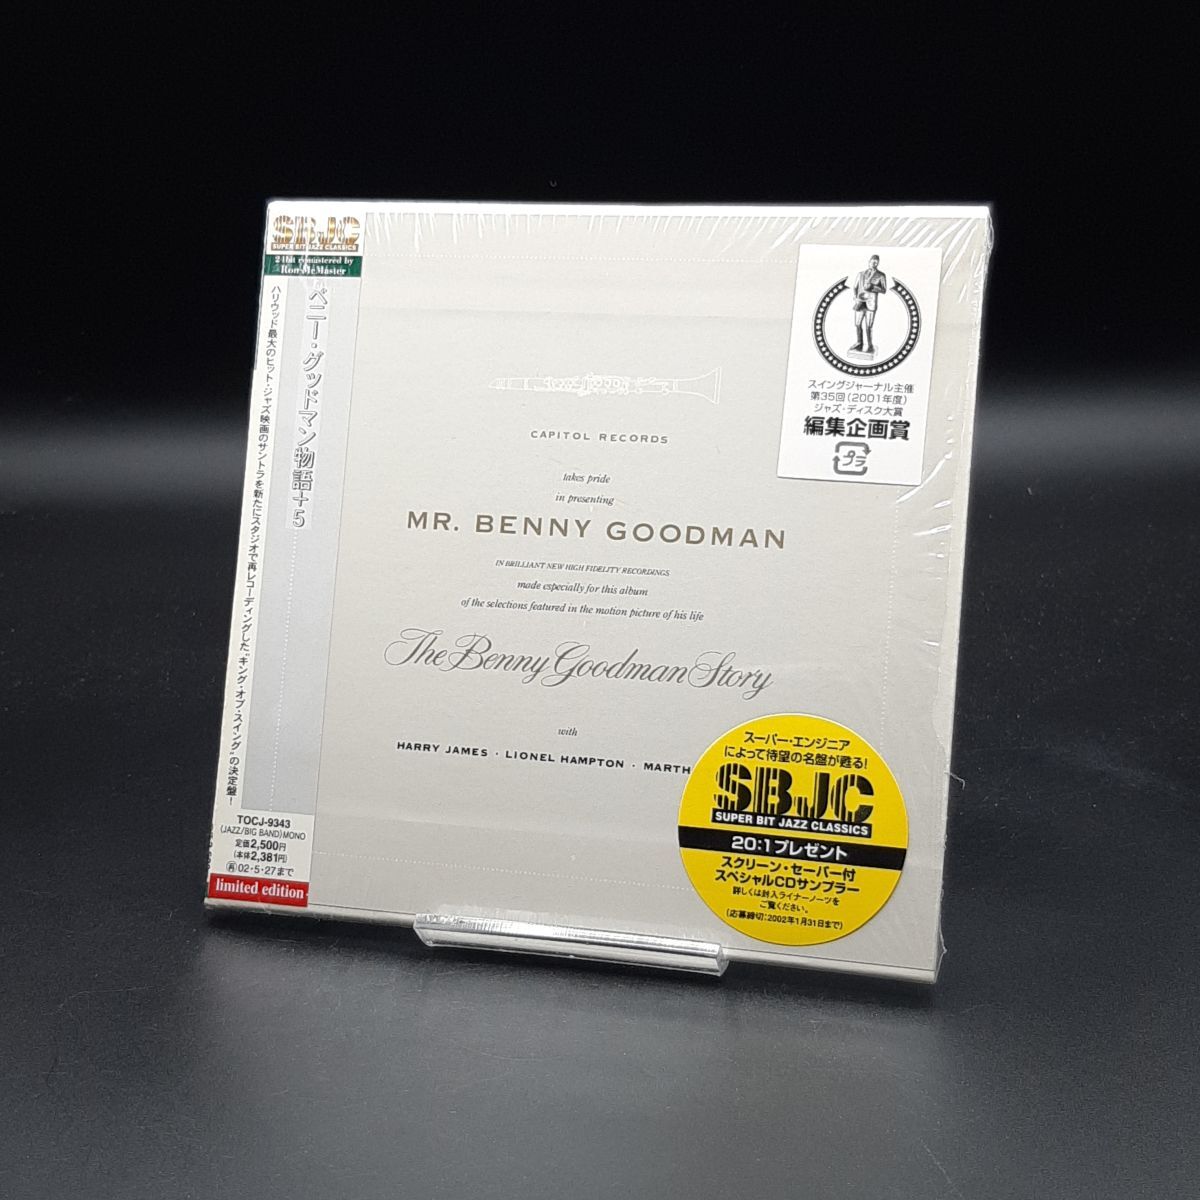 SBJC
SUPER BIT JAZZ CLASSICS
24bit remastered by
Ron McMaster
ベニー・グッドマン物語+5
ハリウッド最大のヒット・ジャズ映画のサントラを新たにスタジオで再レコーディングした“キング・オブ・スイング”の決定盤!
TOCJ-9343
(JAZZ/BIG BAND)MONO
定価2,500円
(本体2,381円)
再02・5・27まで
limited edition
スイングジャーナル主催
第35回(2001年度)
ジャズ・ディスク大賞
編集企画賞
プラ
CAPITOL RECORDS
takes pride
in presenting
MR. BENNY GOODMAN
IN BRILLIANT NEW HIGH FIDELITY RECORDINGS
made especially for this album
of the selections featured in the motion picture of his life
The Benny Goodman Story
with
HARRY JAMES · LIONEL HAMPTON · MARTH
スーパー・エンジニア
によって待望の名盤が甦る!
SBJC
SUPER BIT JAZZ CLASSICS
20:1プレゼント
スクリーン・セーバー付
スペシャルCDサンプラー
詳しくは封入ライナーノーツを
ご覧ください。
(応募締切:2002年1月31日まで)